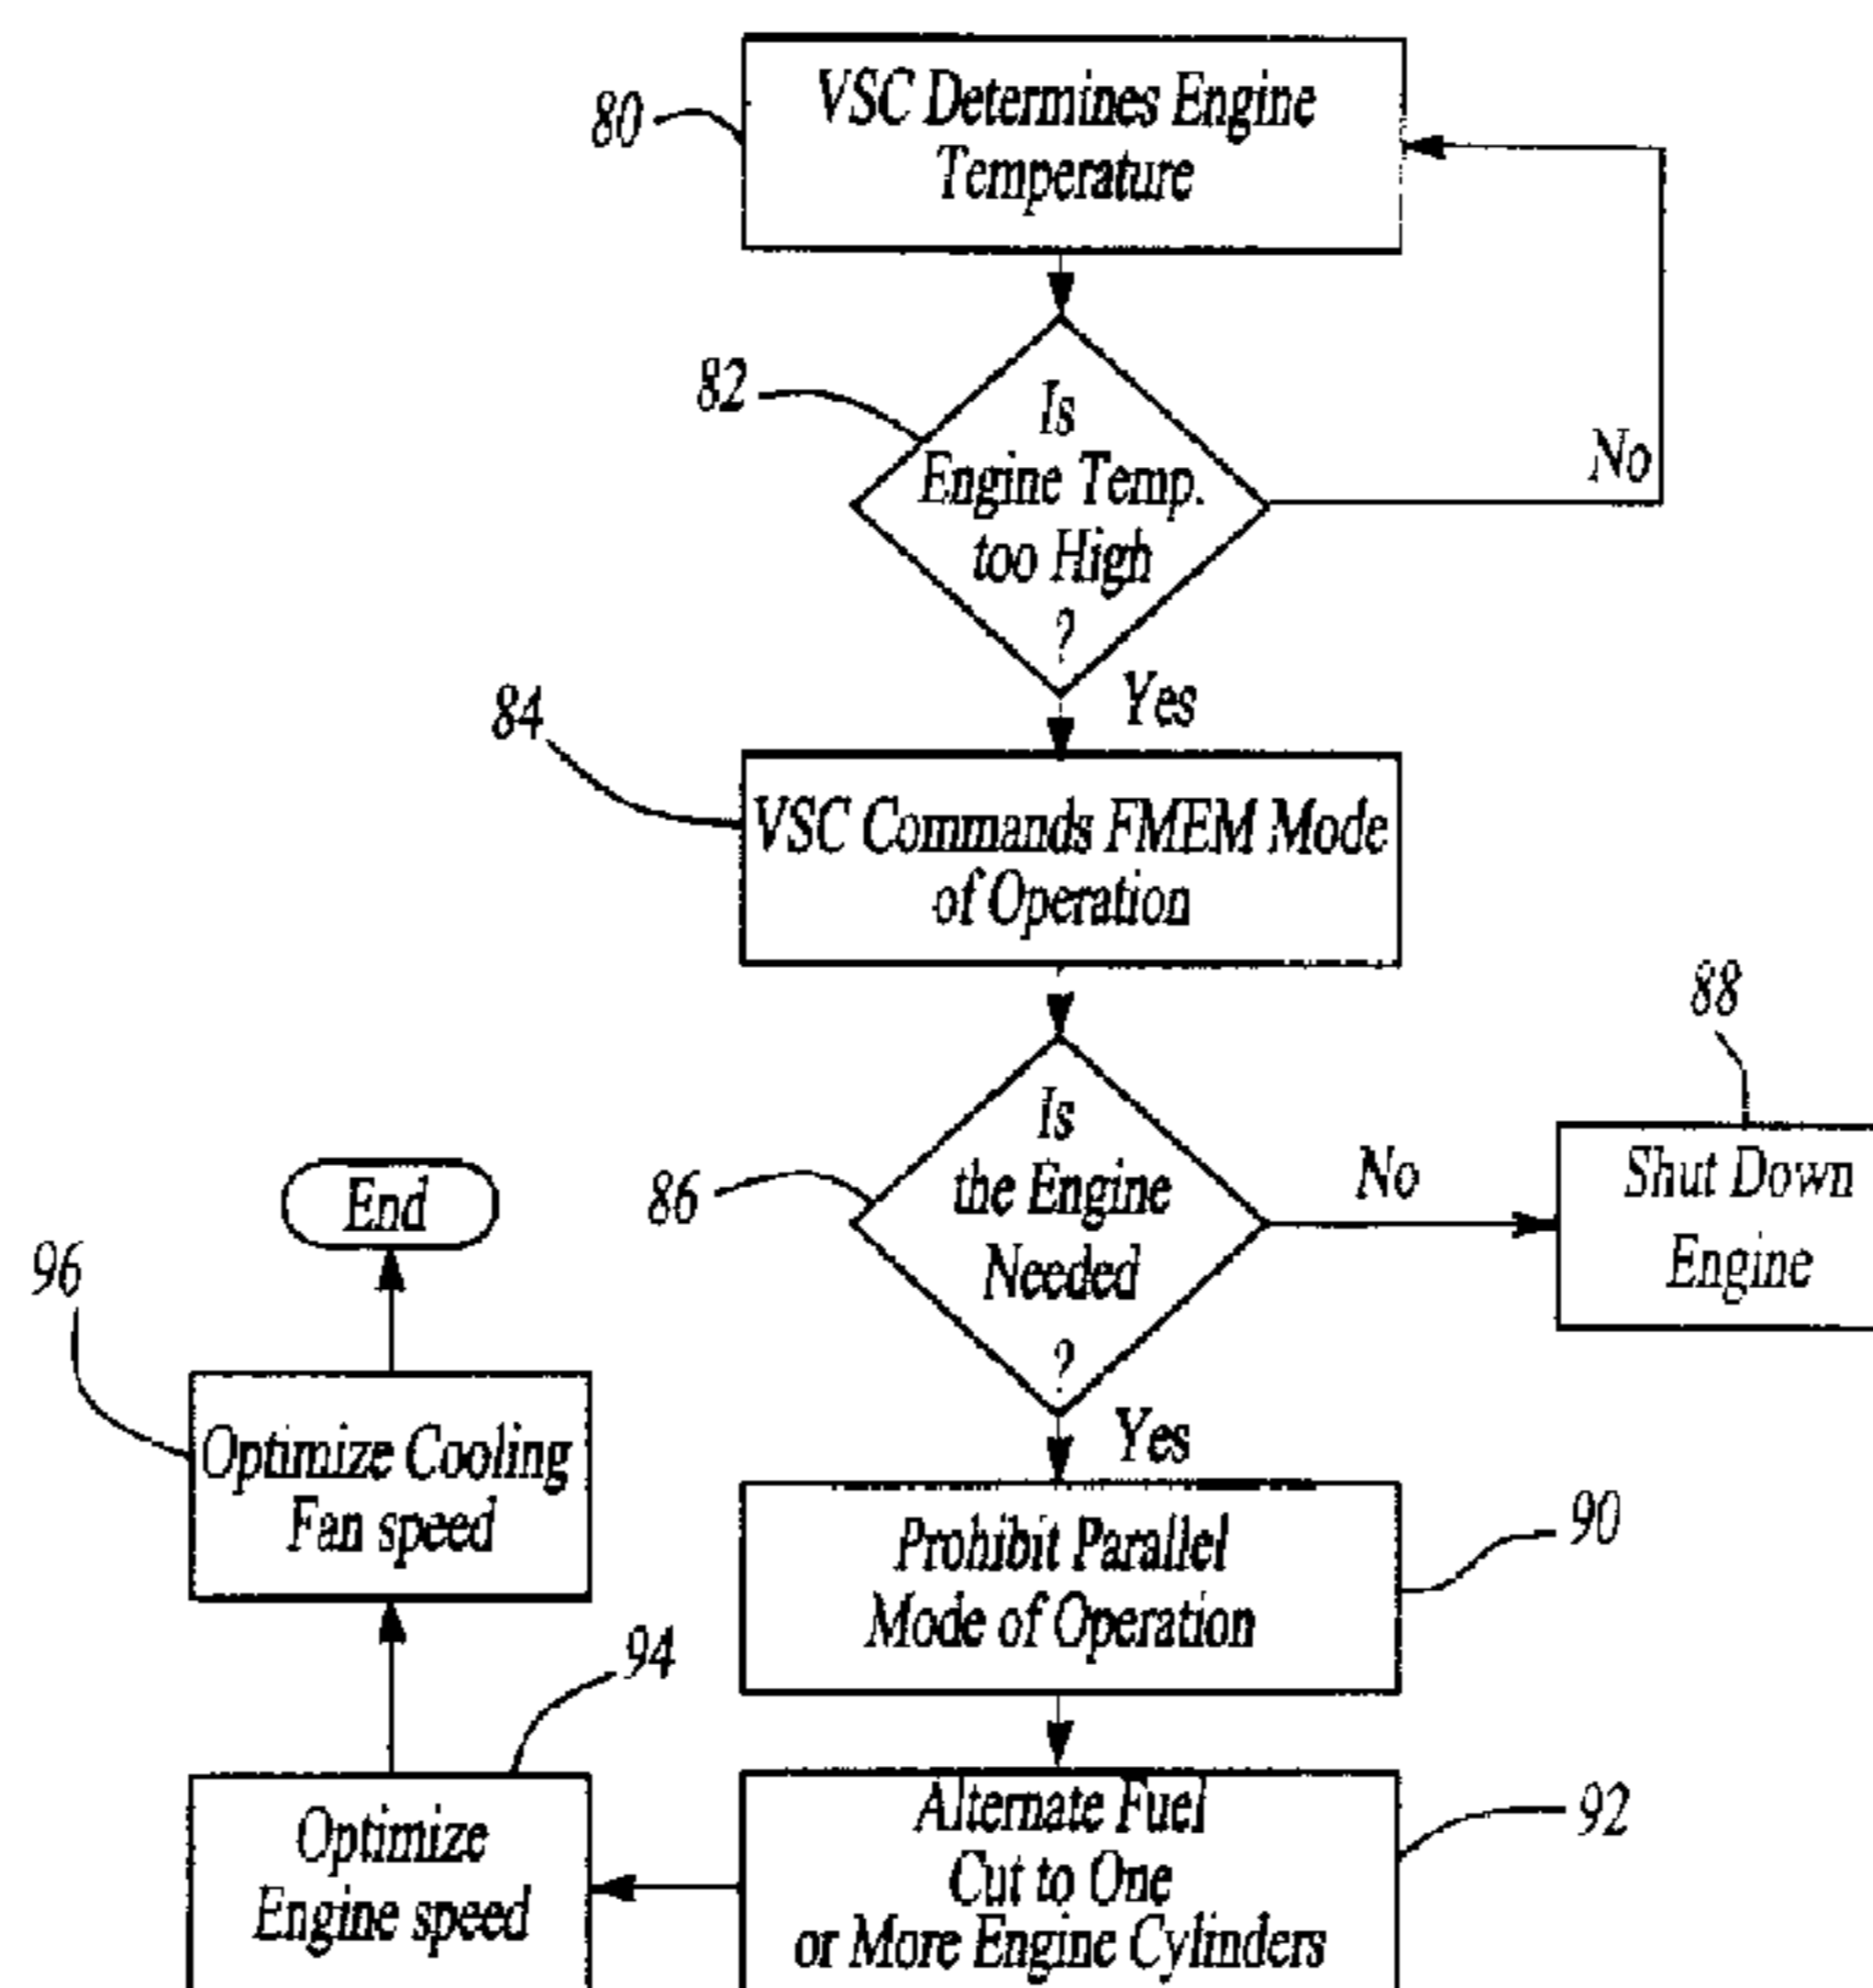 80
VSC Determines Engine
Temperature
82
Is
Engine Temp.
too High
?
No
Yes
84
VSC Commands FMEM Mode
of Operation
88
86
Is
the Engine
Needed
?
No
Shut Down
Engine
Yes
End
96
Optimize Cooling
Fan speed
90
Prohibit Parallel
Mode of Operation
94
Optimize
Engine speed
92
Alternate Fuel
Cut to One
or More Engine Cylinders